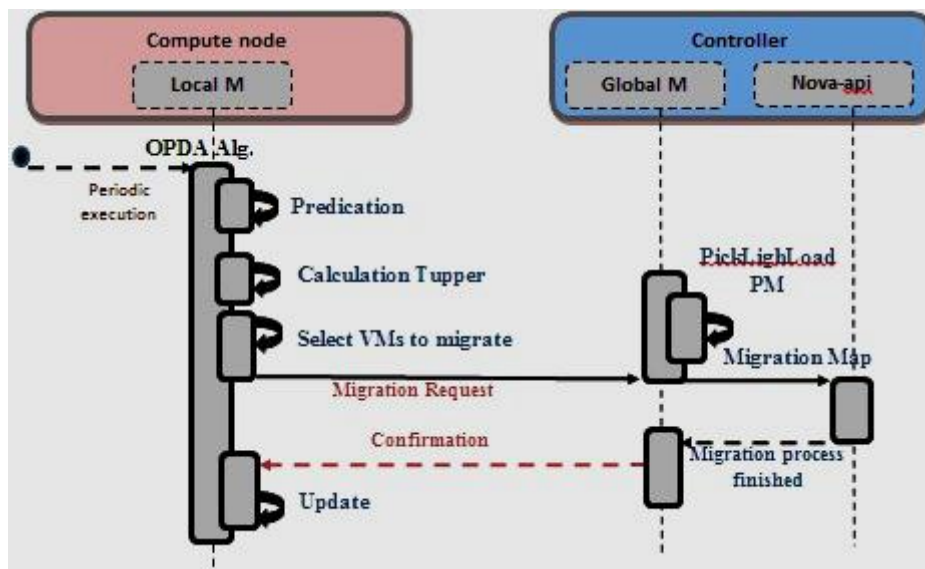 Compute node
Controller
Local M
Global M
Nova-api
OPDA Alg.
Periodic
execution
Predication
Calculation Tupper
PickLighLoad
PM
Select VMs to migrate
Migration Map
Migration Request
Confirmation
Migration process
finished
Update